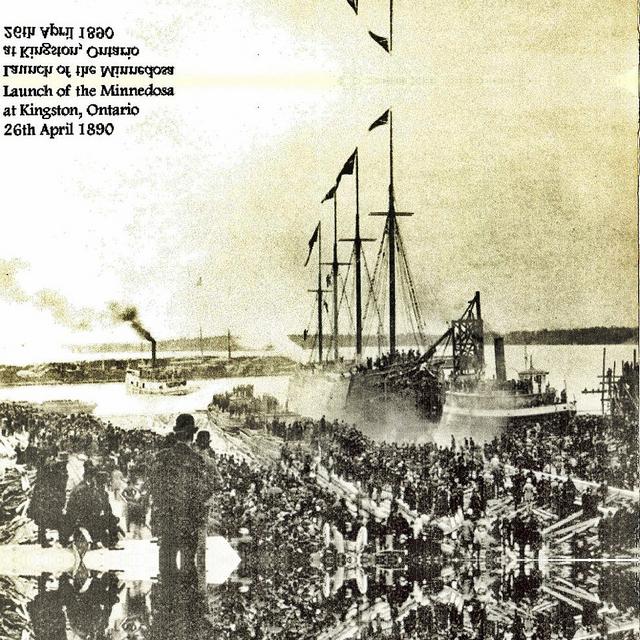 26th April 1890
at Kingston, Ontario
Launch of the Minnedosa
Launch of the Minnedosa
at Kingston, Ontario
26th April 1890